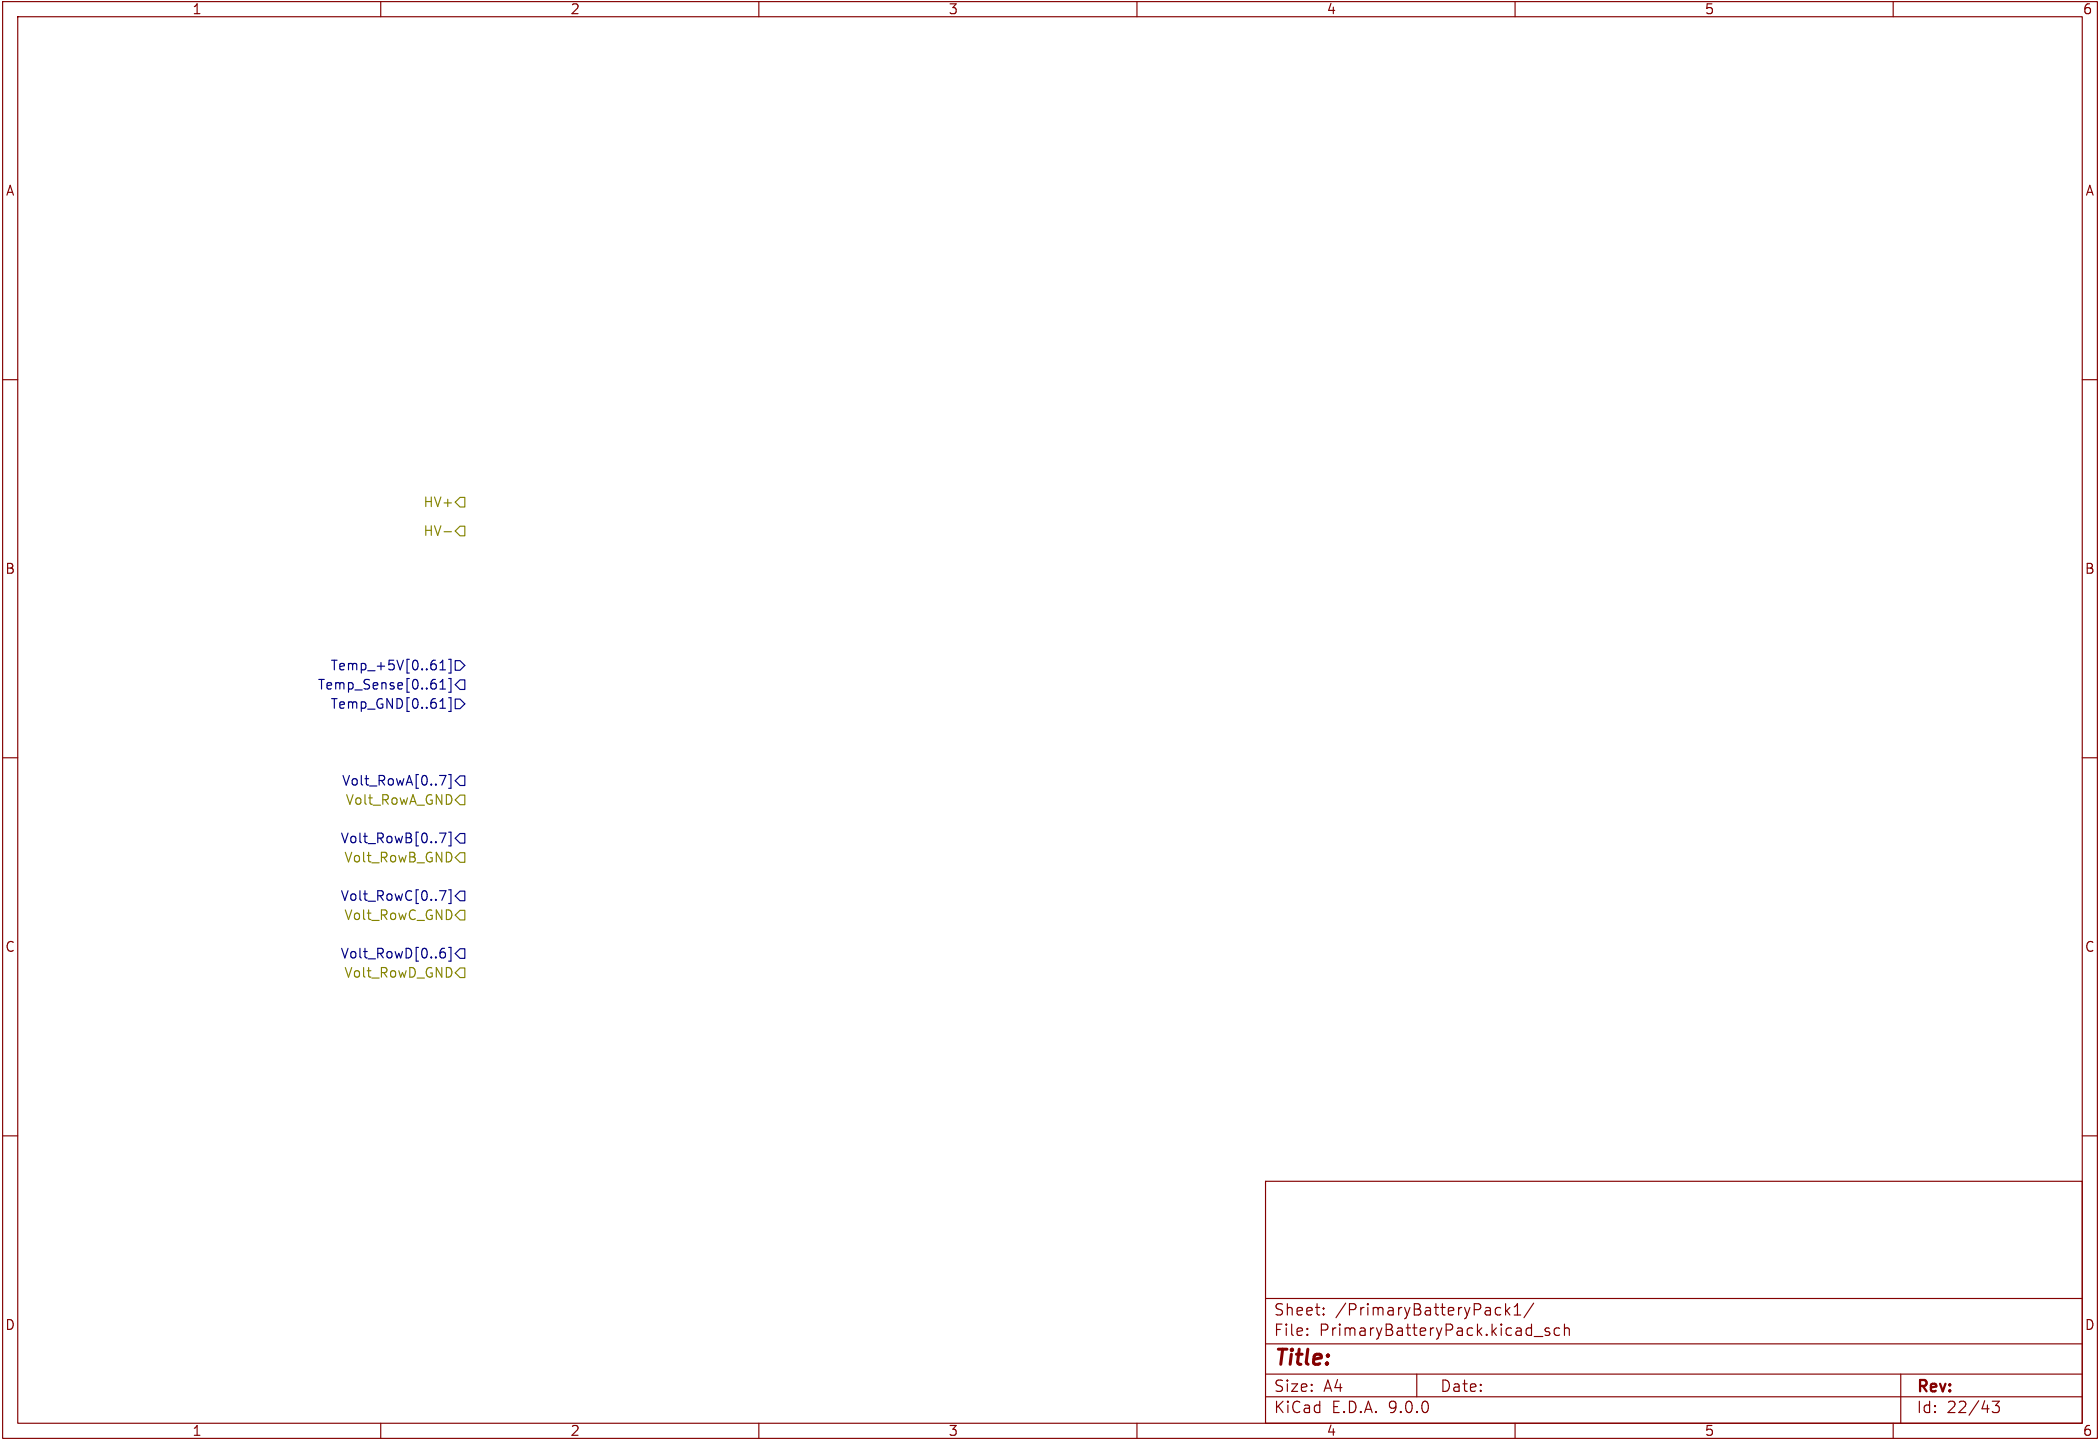 1 2 3 4 5 6
A A
HV+
HV-
B B
Temp_+5V[0..61]
Temp_Sense[0..61]
Temp_GND[0..61]
Volt_RowA[0..7]
Volt_RowA_GND
Volt_RowB[0..7]
Volt_RowB_GND
Volt_RowC[0..7]
Volt_RowC_GND
C C
Volt_RowD[0..6]
Volt_RowD_GND
Sheet: /PrimaryBatteryPack1/
D D
File: PrimaryBatteryPack.kicad_sch
Title:
Size: A4 Date: Rev:
KiCad E.D.A. 9.0.0 Id: 22/43
1 2 3 4 5 6